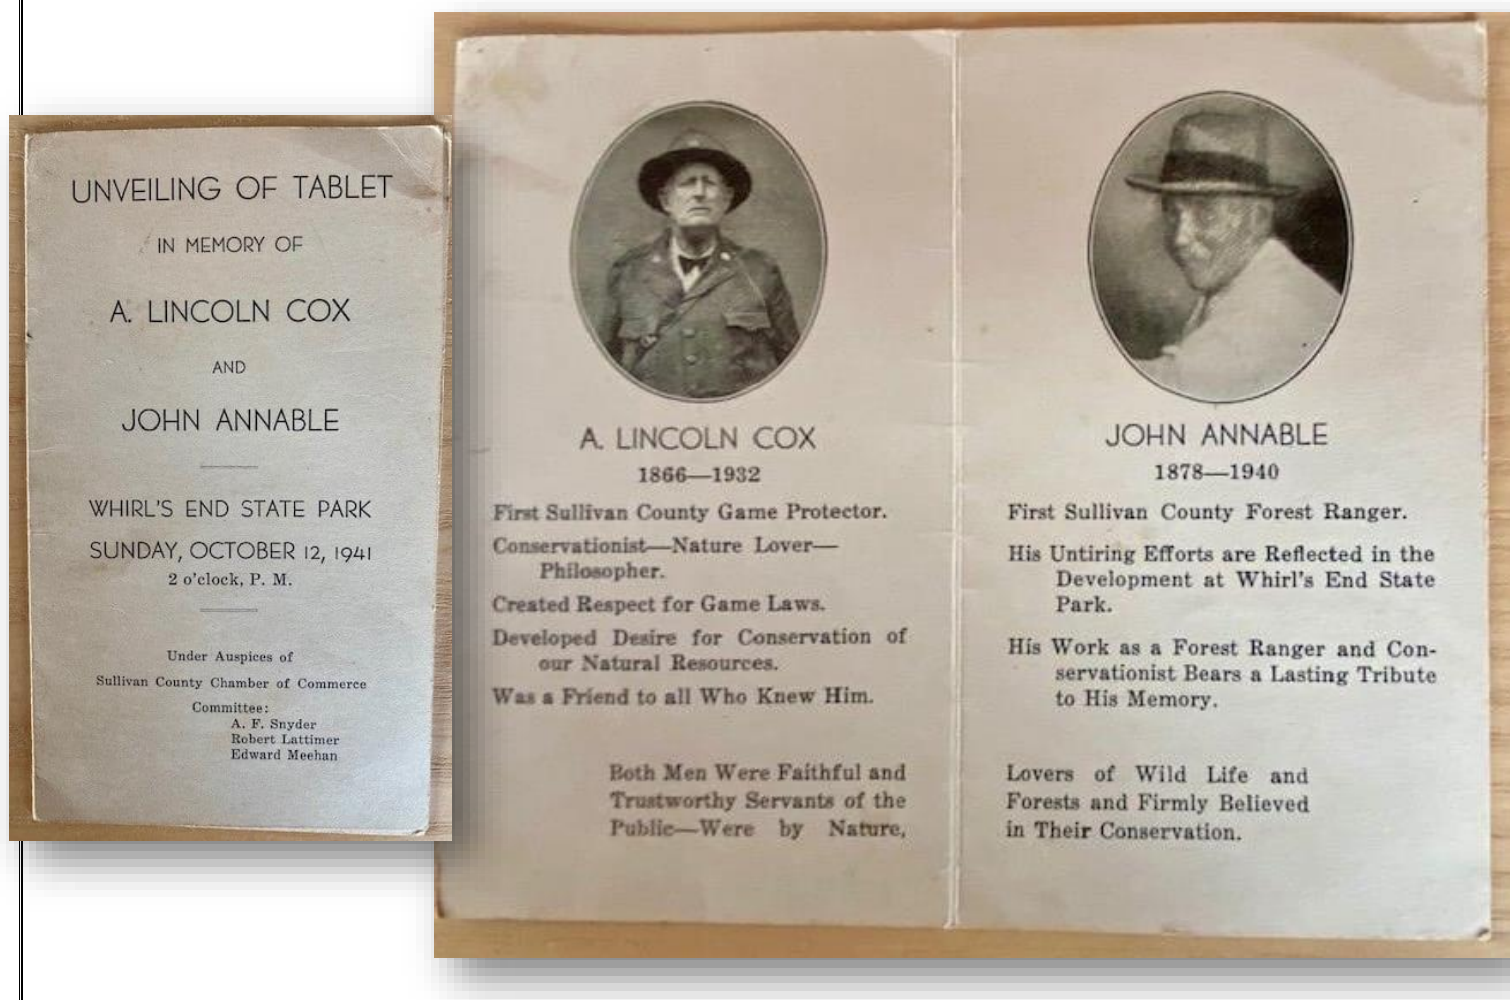 UNVEILING OF TABLET
IN MEMORY OF
A. LINCOLN COX
AND
JOHN ANNABLE
WHIRL'S END STATE PARK
SUNDAY, OCTOBER 12, 1941
2 o'clock, P. M.
Under Auspices of
Sullivan County Chamber of Commerce
Committee:
A. F. Snyder
Robert Lattimer
Edward Meehan
A. LINCOLN COX
1866—1932
First Sullivan County Game Protector.
Conservationist—Nature Lover—
Philosopher.
Created Respect for Game Laws.
Developed Desire for Conservation of
our Natural Resources.
Was a Friend to all Who Knew Him.
Both Men Were Faithful and
Trustworthy Servants of the
Public—Were by Nature,
JOHN ANNABLE
1878—1940
First Sullivan County Forest Ranger.
His Untiring Efforts are Reflected in the
Development at Whirl's End State
Park.
His Work as a Forest Ranger and Con-
servationist Bears a Lasting Tribute
to His Memory.
Lovers of Wild Life and
Forests and Firmly Believed
in Their Conservation.